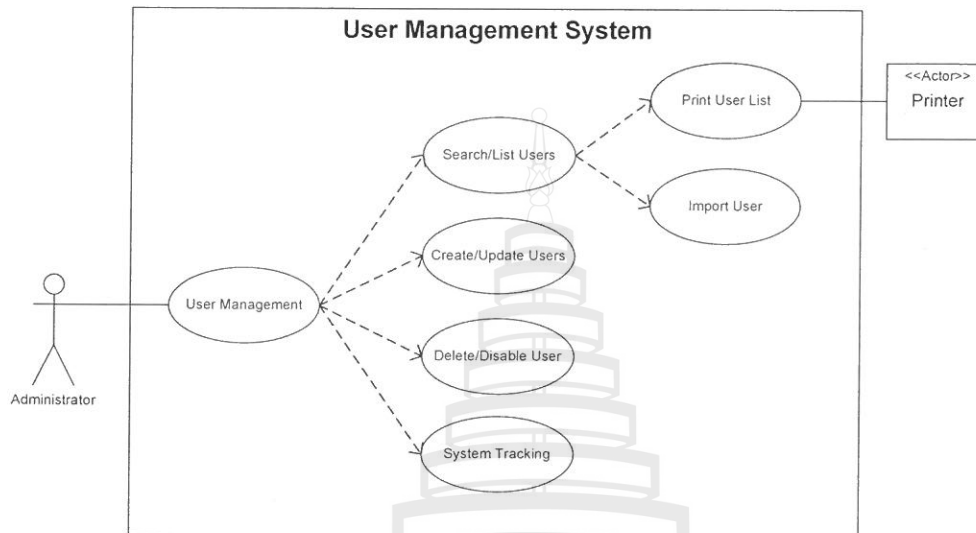 User Management System
Print User List
<<Actor>>
Printer
Search/List Users
Import User
Create/Update Users
User Management
Delete/Disable User
Administrator
System Tracking